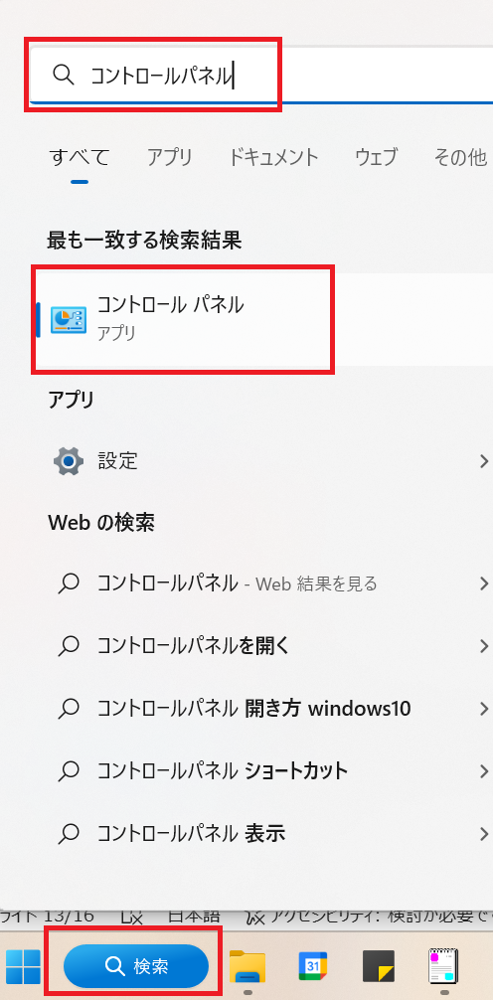 コントロールパネル
すべて アプリ ドキュメント ウェブ その他
最も一致する検索結果
コントロール パネル
アプリ
アプリ
設定
Web の検索
コントロールパネル - Web 結果を見る
コントロールパネルを開く
コントロールパネル 開き方 windows10
コントロールパネル ショートカット
コントロールパネル 表示
ライド 13/16 日本語 アクセシビリティ: 検討が必要で
検索
31